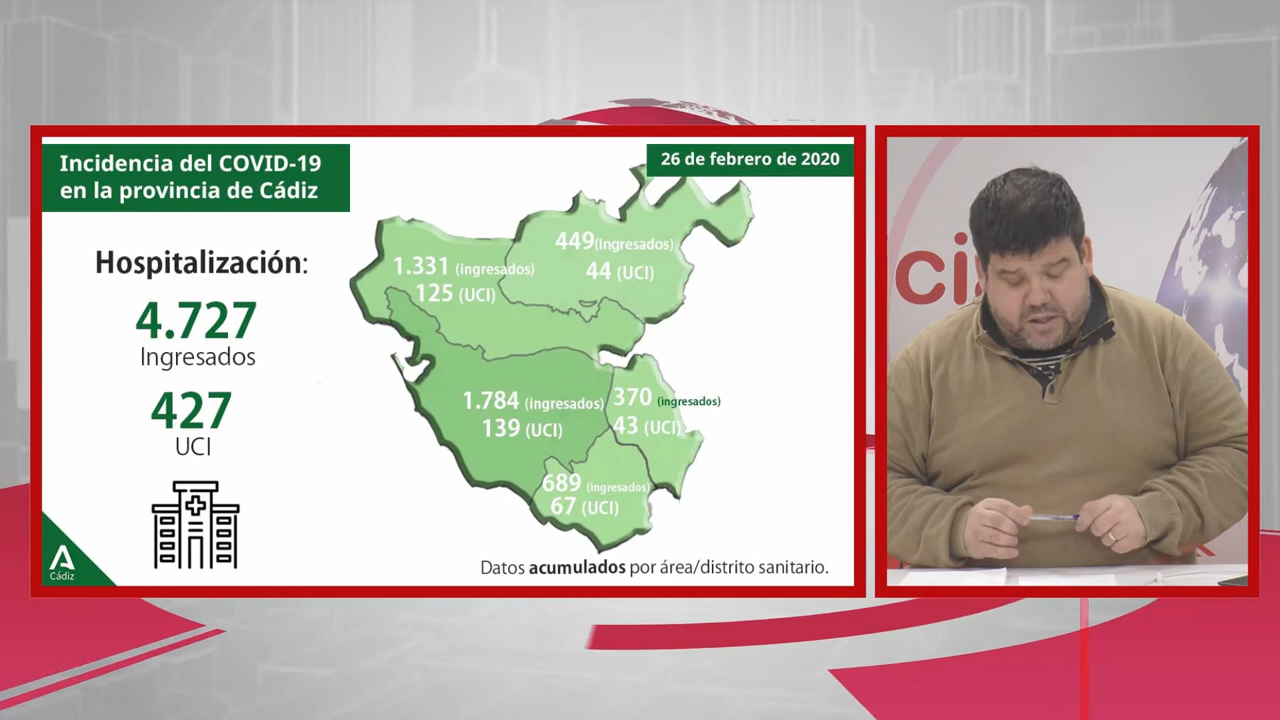 Incidencia del COVID-19
en la provincia de Cádiz
26 de febrero de 2020
Hospitalización:
4.727
Ingresados
427
UCI
449(ingresados)
44 (UCI)
1.331 (ingresados)
125 (UCI)
1.784 (ingresados)
139 (UCI)
370 (ingresados)
43 (UCI)
689 (ingresados)
67 (UCI)
Cádiz
Datos acumulados por área/distrito sanitario.